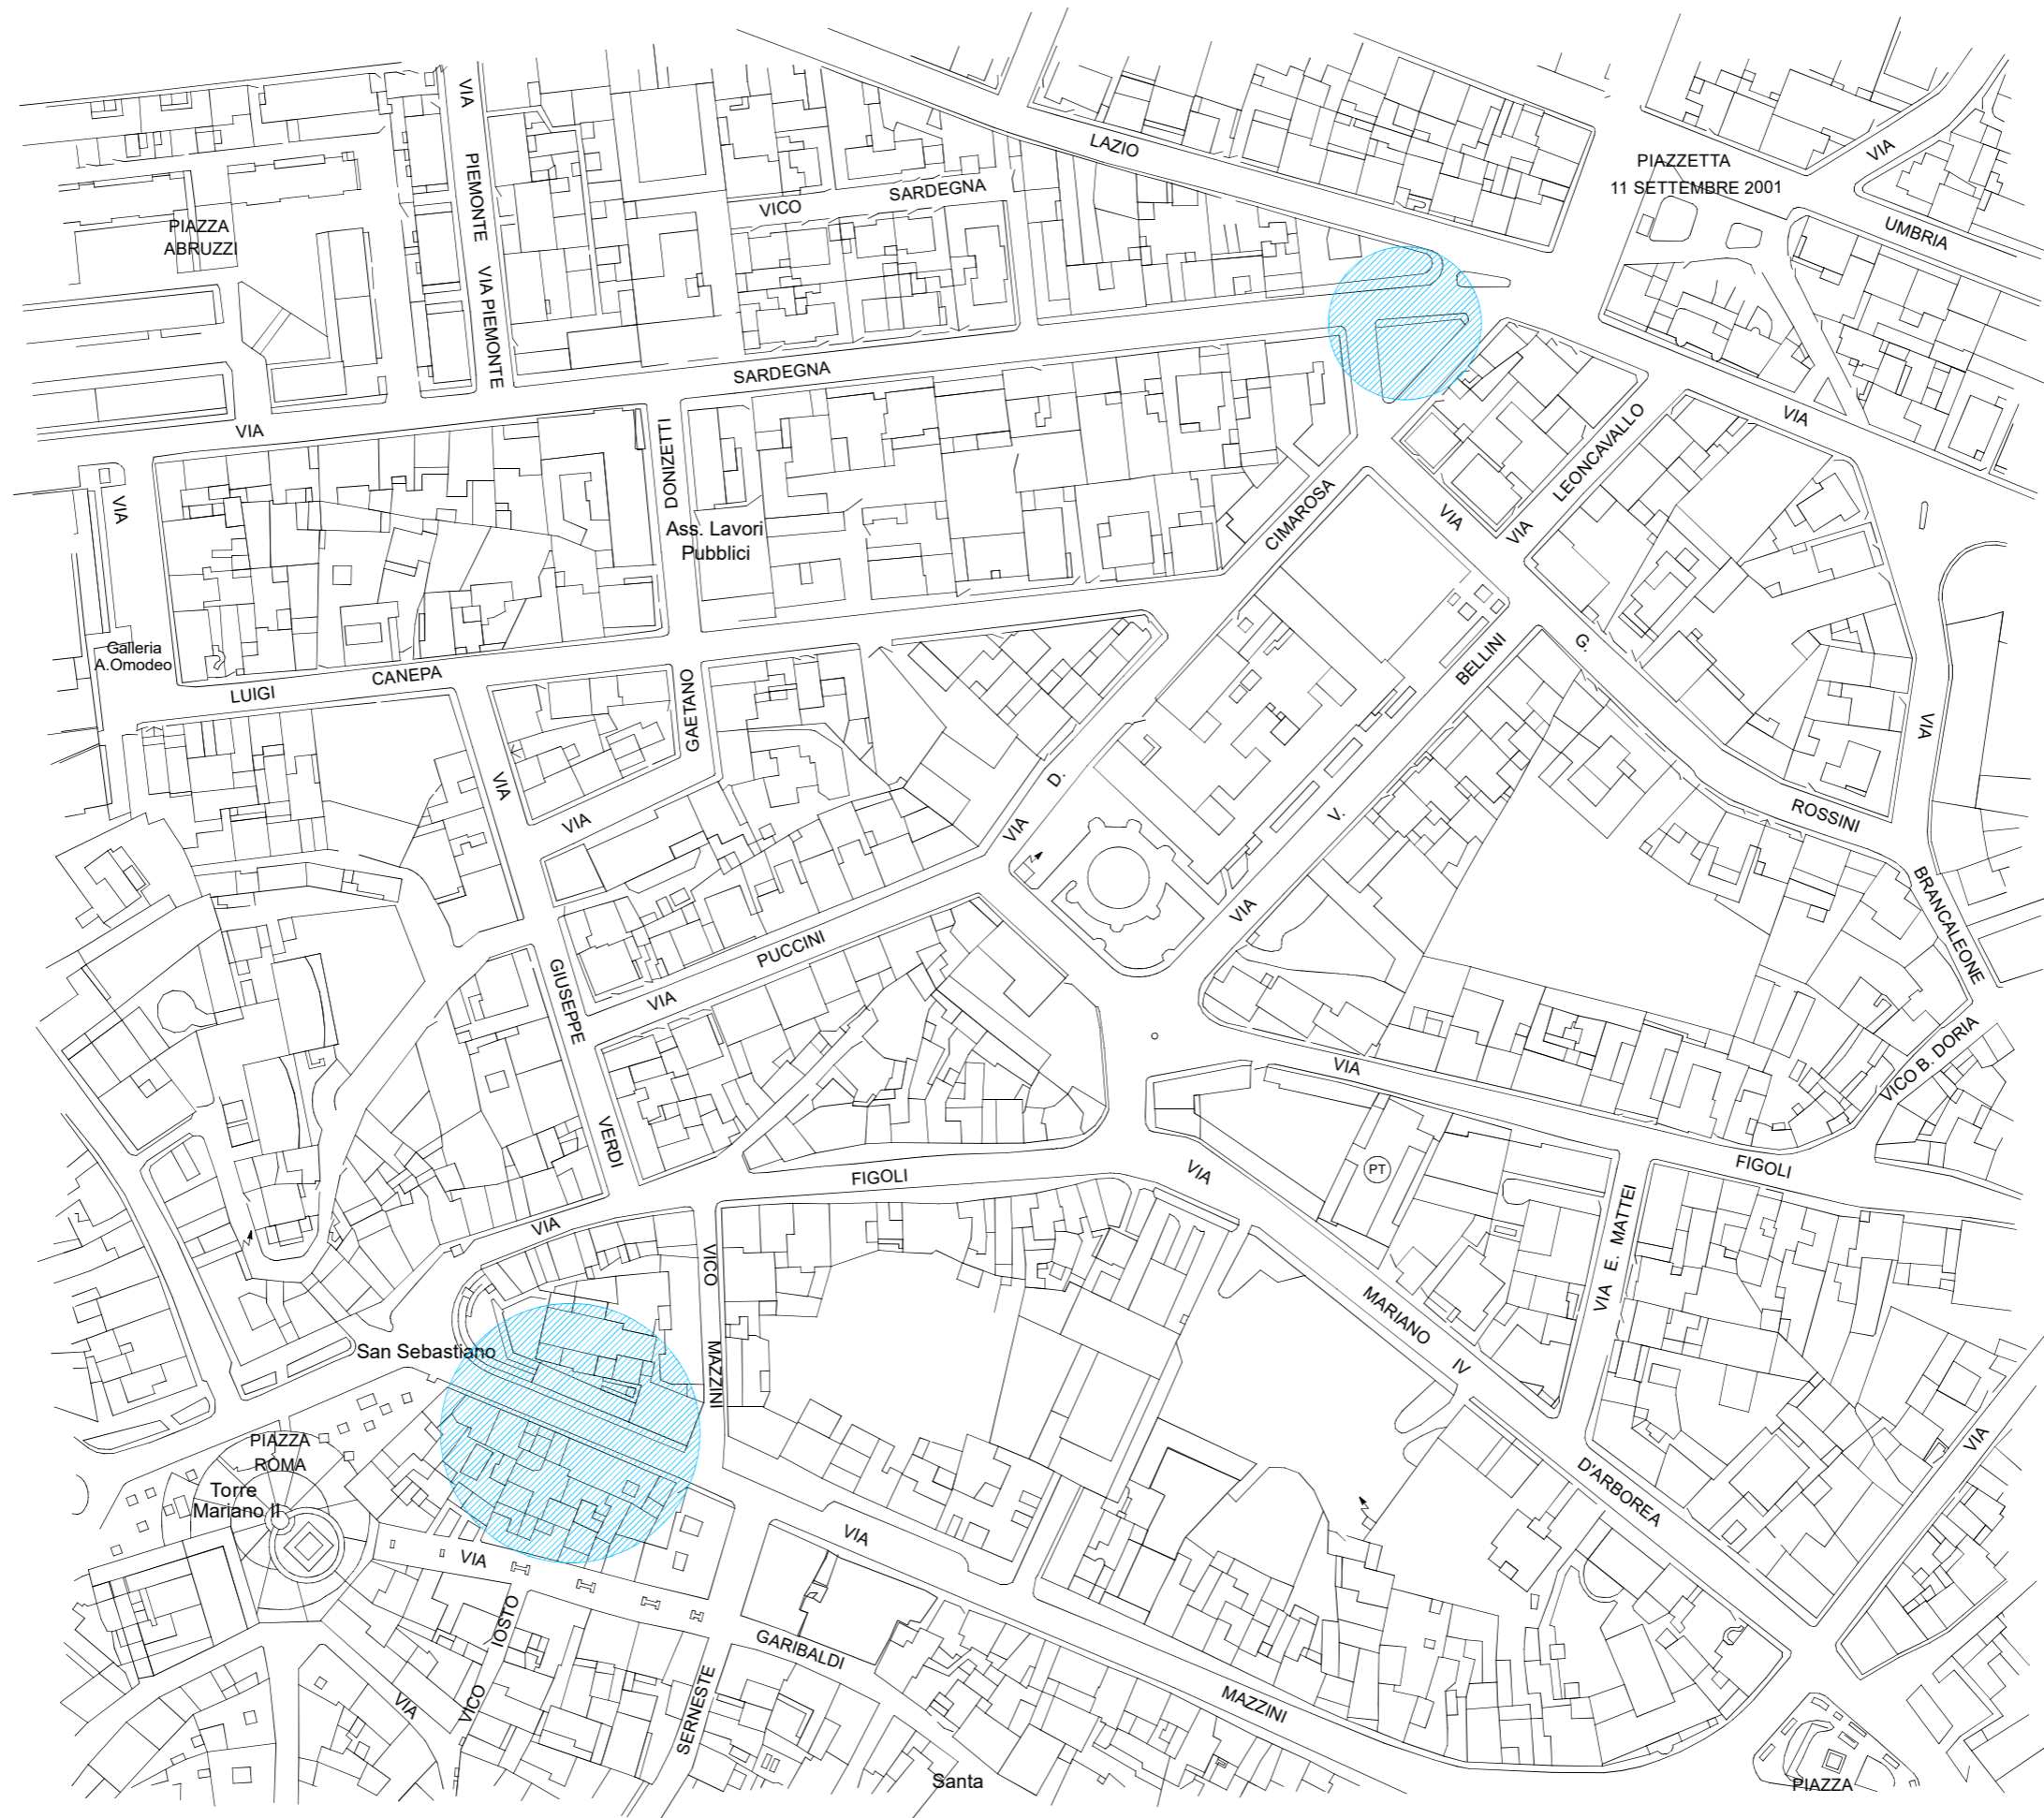 VIA
PIEMONTE
VIA PIEMONTE
LAZIO
PIAZZETTA
11 SETTEMBRE 2001
VIA
UMBRIA
SARDEGNA
VICO
PIAZZA
ABRUZZI
SARDEGNA
VIA
VIA
LEONCAVALLO
VIA
DONIZETTI
VIA
Ass. Lavori
Pubblici
CIMAROSA
VIA
VIA
Galleria
A.Omodeo
LUIGI
CANEPA
GAETANO
BELLINI
G.
VIA
VIA
VIA
D.
VIA
V.
ROSSINI
BRANCALEONE
VIA
PUCCINI
VIA
GIUSEPPE
VERDI
VIA
VICO B. DORIA
FIGOLI
FIGOLI
VIA
PT
VIA E. MATTEI
VIA
VICO
MAZZINI
MARIANO
IV
San Sebastiano
PIAZZA
ROMA
Torre
Mariano II
D'ARBOREA
VIA
VIA
VIA
IOSTO
VICO
VIA
GARIBALDI
SERNESTE
MAZZINI
Santa
PIAZZA